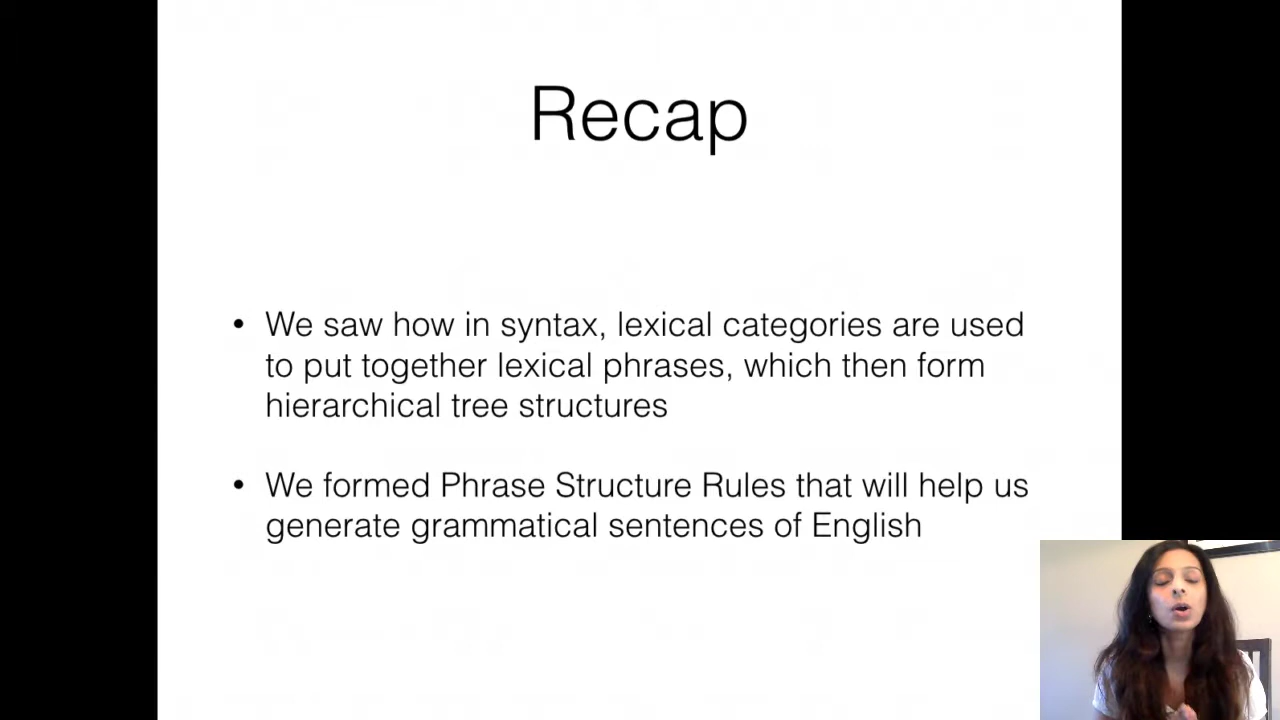 Recap
• We saw how in syntax, lexical categories are used
to put together lexical phrases, which then form
hierarchical tree structures
• We formed Phrase Structure Rules that will help us
generate grammatical sentences of English